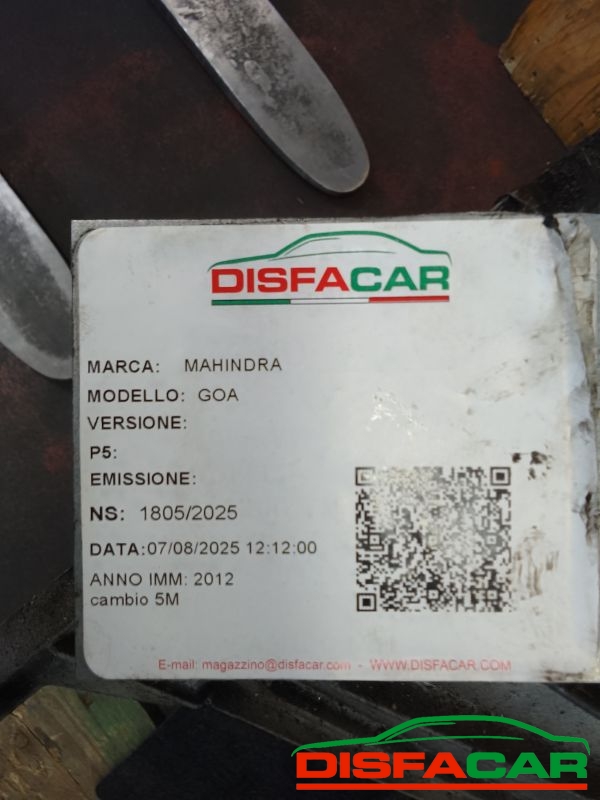 DISFACAR
MARCA: MAHINDRA
MODELLO: GOA
VERSIONE:
P5:
EMISSIONE:
NS: 1805/2025
DATA:07/08/2025 12:12:00
ANNO IMM: 2012
cambio 5M
E-mail: magazzino@disfacar.com - WWW.DISFACAR.COM
DISFACAR